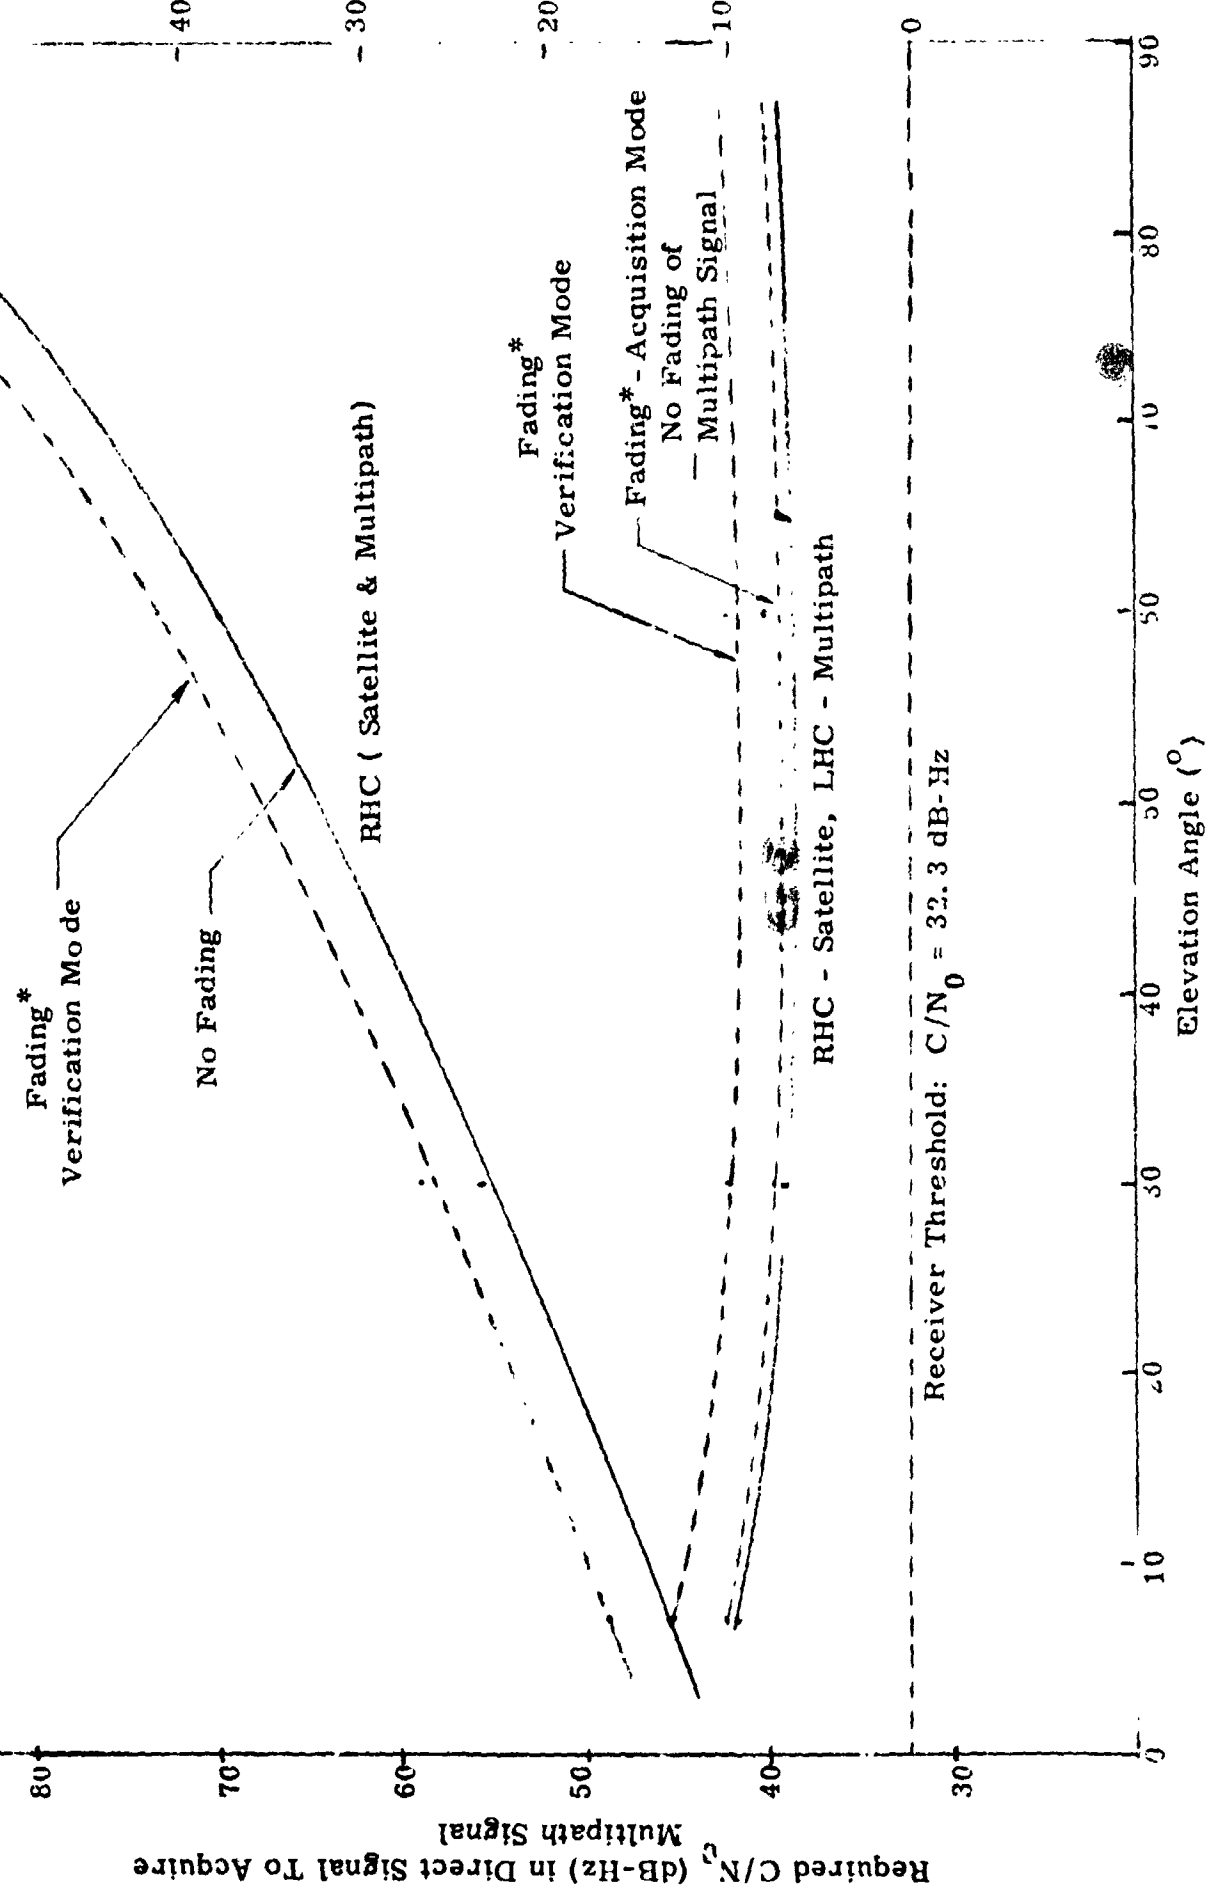 40
30
20
10
0
Fading*
Verification Mode
No Fading
RHC ( Satellite & Multipath)
Fading*
Verification Mode
Fading* - Acquisition Mode
No Fading of
Multipath Signal
RHC - Satellite, LHC - Multipath
Receiver Threshold: C/N0 = 32.3 dB-Hz
80
70
60
50
40
30
Required C/N0 (dB-Hz) in Direct Signal To Acquire
Multipath Signal
0
10
20
30
40
50
80
90
Elevation Angle (°)